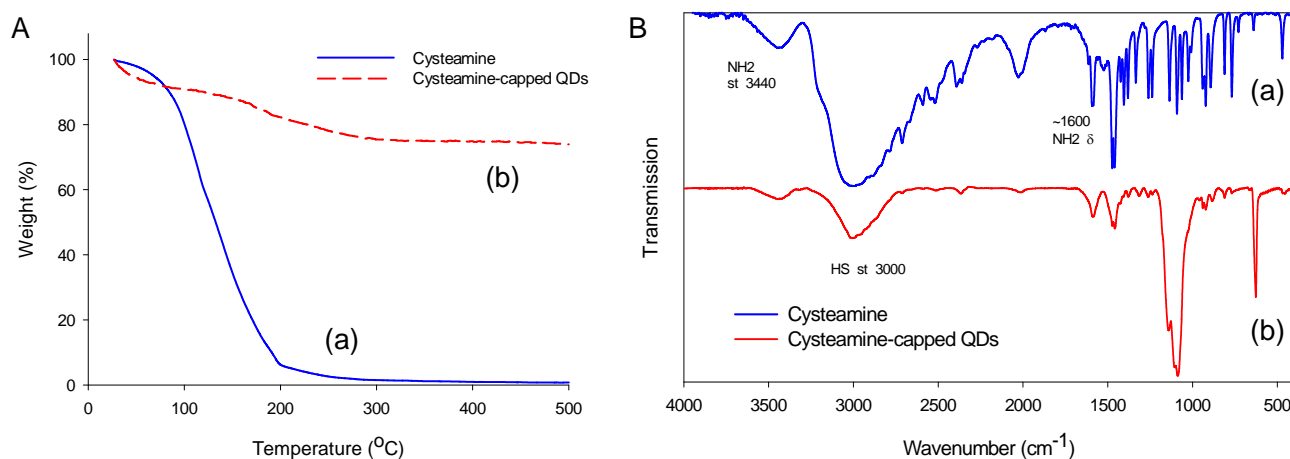 A
Cysteamine
Cysteamine-capped QDs
100
80
60
40
20
0
Weight (%)
(b)
(a)
0 100 200 300 400 500
Temperature (oC)
B
NH2
st 3440
~1600
NH2 δ
(a)
HS st 3000
Transmission
Cysteamine
Cysteamine-capped QDs
(b)
4000 3500 3000 2500 2000 1500 1000 500
Wavenumber (cm-1)